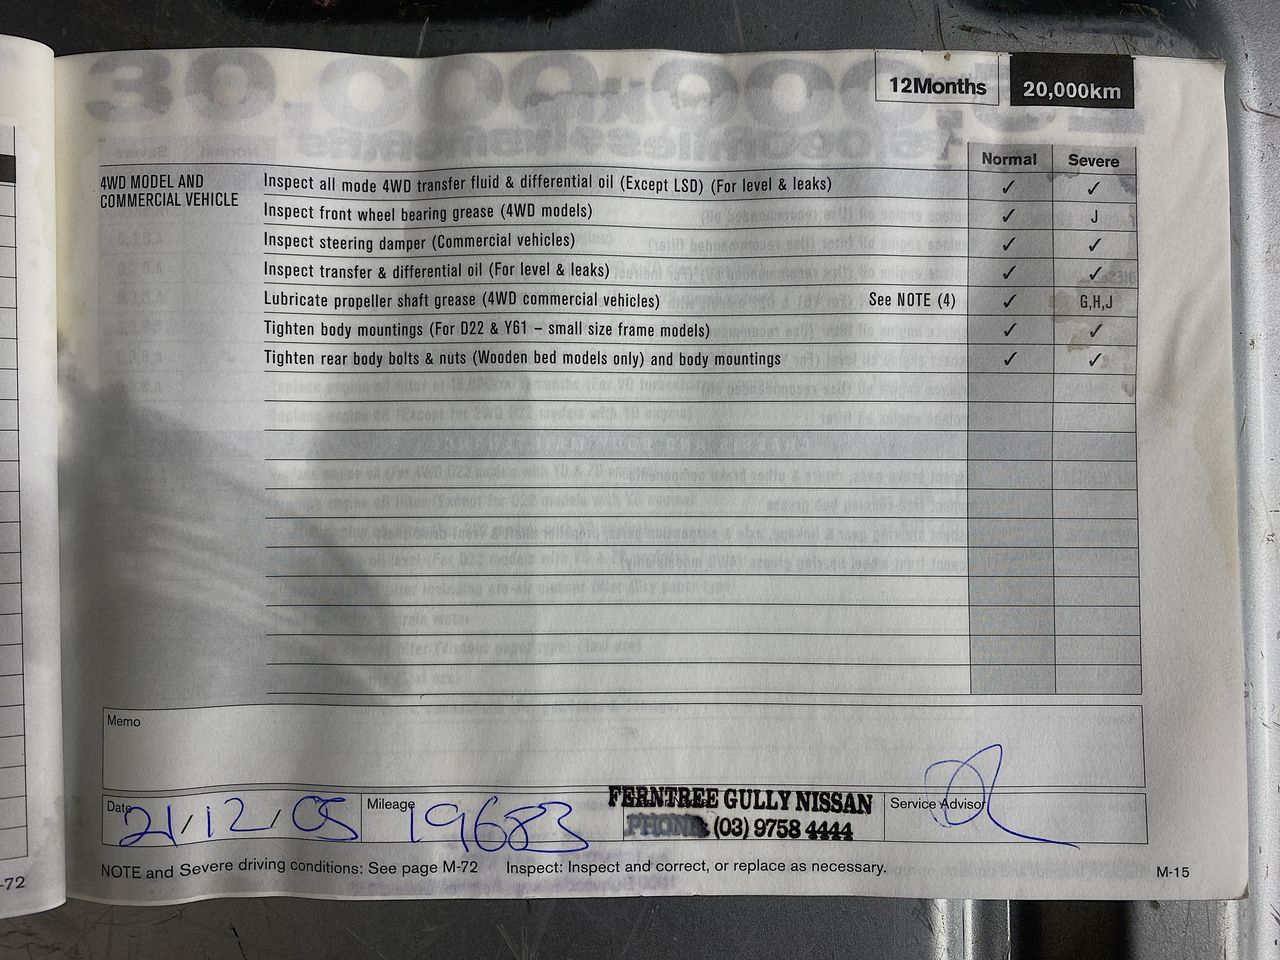 12Months 20,000km
Normal Severe
4WD MODEL AND
COMMERCIAL VEHICLE
Inspect all mode 4WD transfer fluid & differential oil (Except LSD) (For level & leaks) ✓ ✓
Inspect front wheel bearing grease (4WD models) ✓ J
Inspect steering damper (Commercial vehicles) ✓ ✓
Inspect transfer & differential oil (For level & leaks) ✓ ✓
Lubricate propeller shaft grease (4WD commercial vehicles) See NOTE (4) ✓ G,H,J
Tighten body mountings (For D22 & Y61 – small size frame models) ✓ ✓
Tighten rear body bolts & nuts (Wooden bed models only) and body mountings ✓ ✓
Memo
Date 21/12/05 Mileage 19683
FERNTREE GULLY NISSAN
PHONE: (03) 9758 4444
Service Advisor
NOTE and Severe driving conditions: See page M-72 Inspect: Inspect and correct, or replace as necessary.
M-15
-72